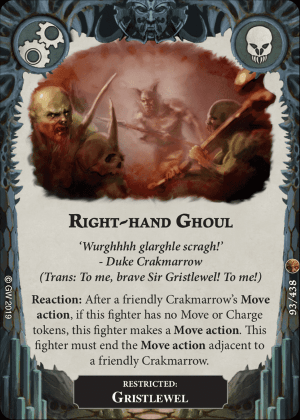 Right-hand Ghoul
‘Wurghhhh glarghle scragh!’
- Duke Crakmarrow
(Trans: To me, brave Sir Gristlewel! To me!)
Reaction: After a friendly Crakmarrow’s Move
action, if this fighter has no Move or Charge
tokens, this fighter makes a Move action. This
fighter must end the Move action adjacent to
a friendly Crakmarrow.
RESTRICTED:
Gristlewel
© GW 2019
93/438